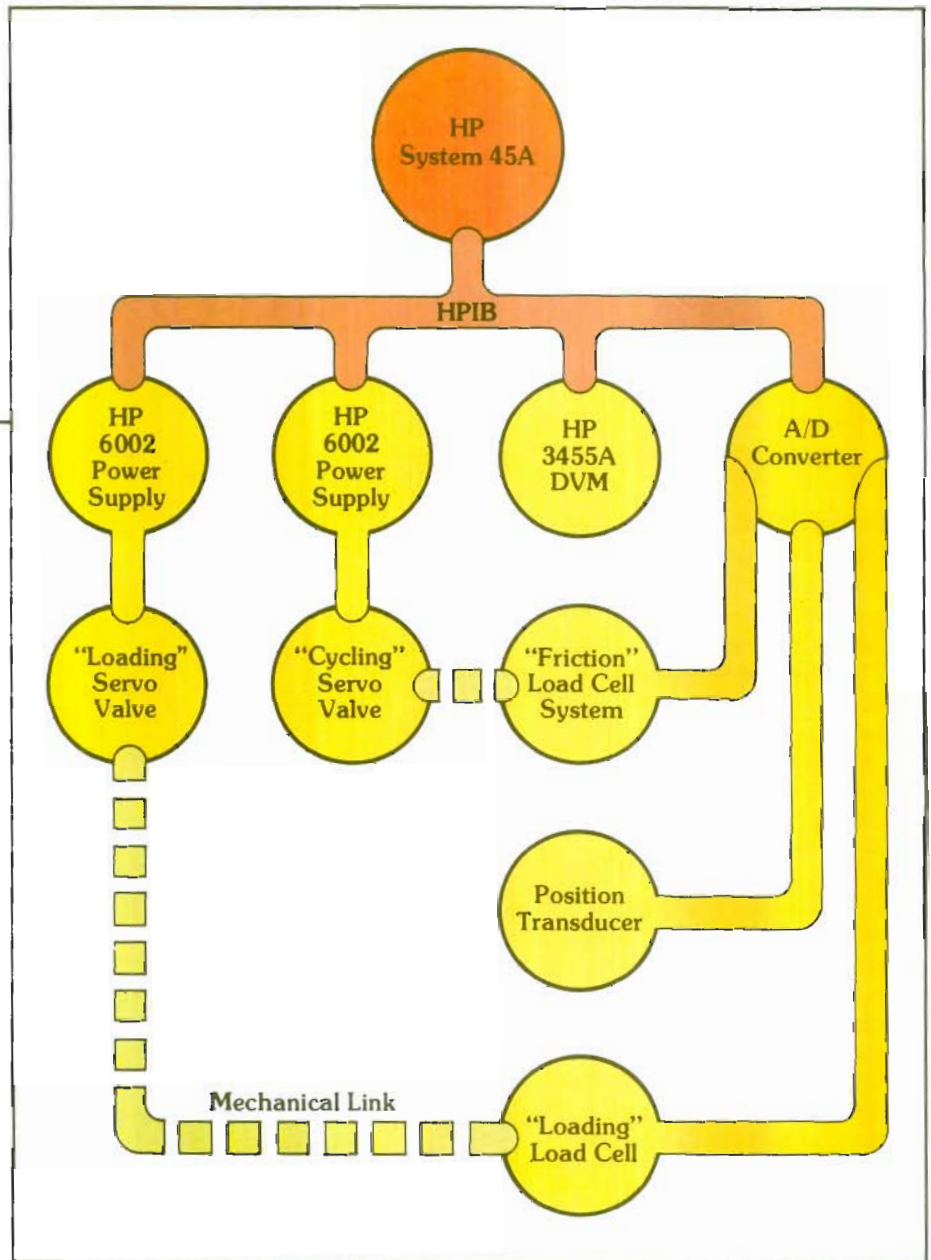 HP
System 45A
HPIB
HP
6002
Power
Supply
HP
6002
Power
Supply
HP
3455A
DVM
A/D
Converter
“Loading”
Servo
Valve
“Cycling”
Servo
Valve
“Friction”
Load Cell
System
Position
Transducer
Mechanical Link
“Loading”
Load Cell